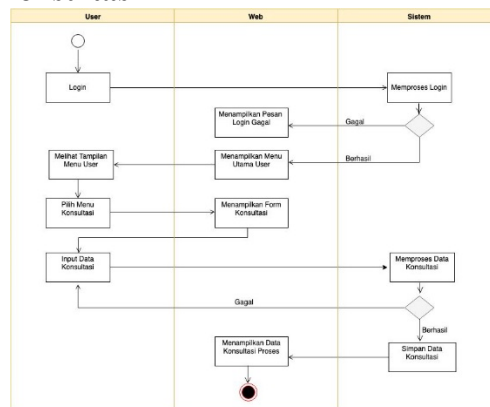 User
Web
Sistem
Login
Memproses Login
Menampilkan Pesan
Login Gagal
Gagal
Melihat Tampilan
Menu User
Menampilkan Menu
Utama User
Berhasil
Pilih Menu
Konsultasi
Menampilkan Form
Konsultasi
Input Data
Konsultasi
Memproses Data
Konsultasi
Gagal
Berhasil
Menampilkan Data
Konsultasi Proses
Simpan Data
Konsultasi